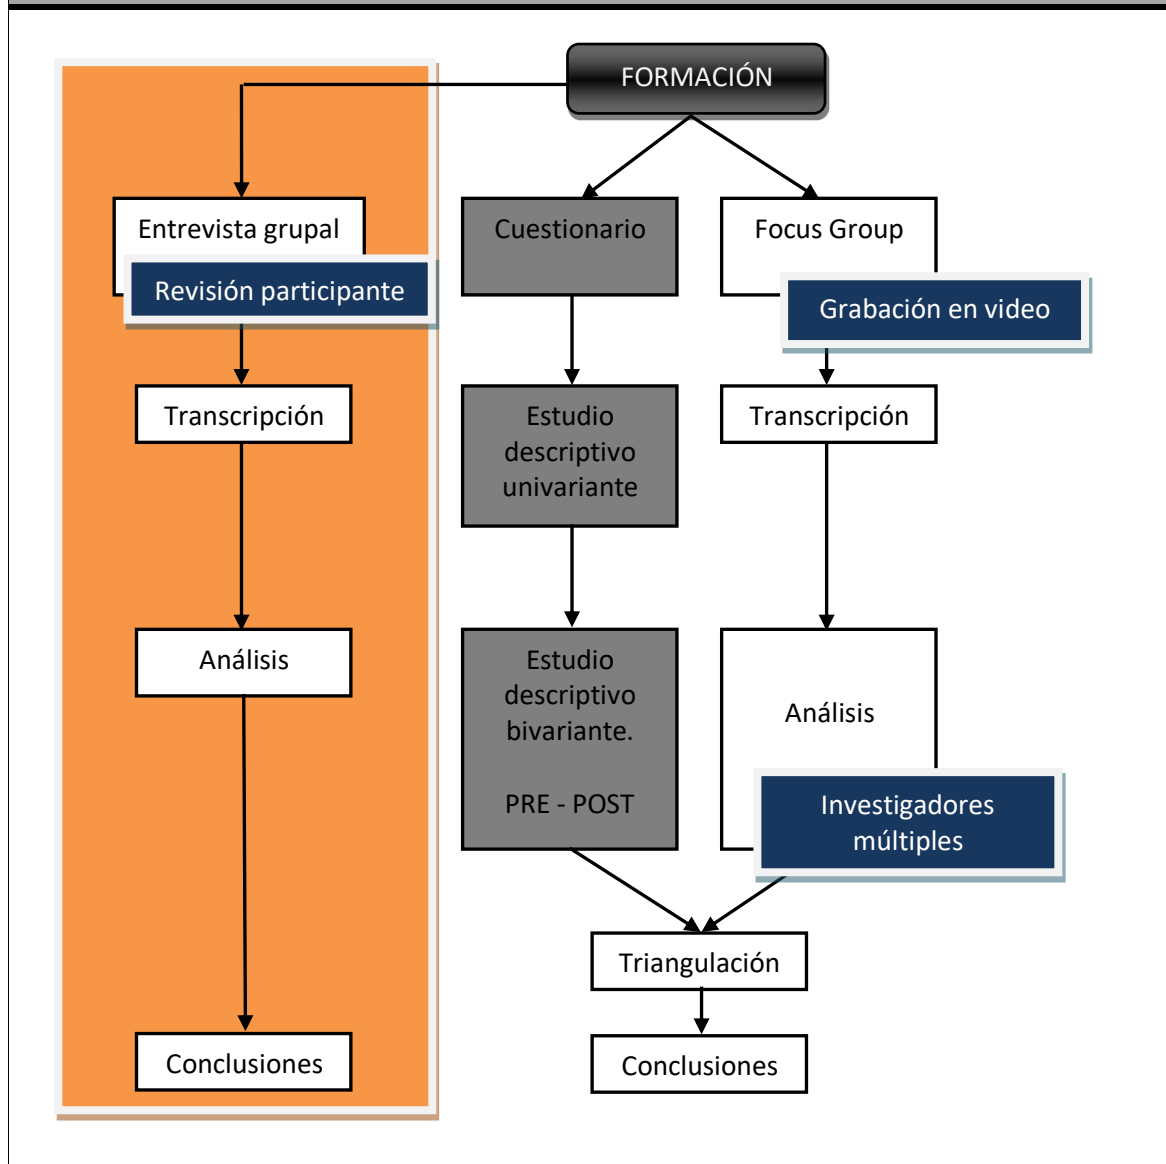 FORMACIÓN
Entrevista grupal
Revisión participante
Transcripción
Análisis
Conclusiones
Cuestionario
Estudio
descriptivo
univariante
Estudio
descriptivo
bivariante.
PRE - POST
Focus Group
Grabación en video
Transcripción
Análisis
Investigadores
múltiples
Triangulación
Conclusiones